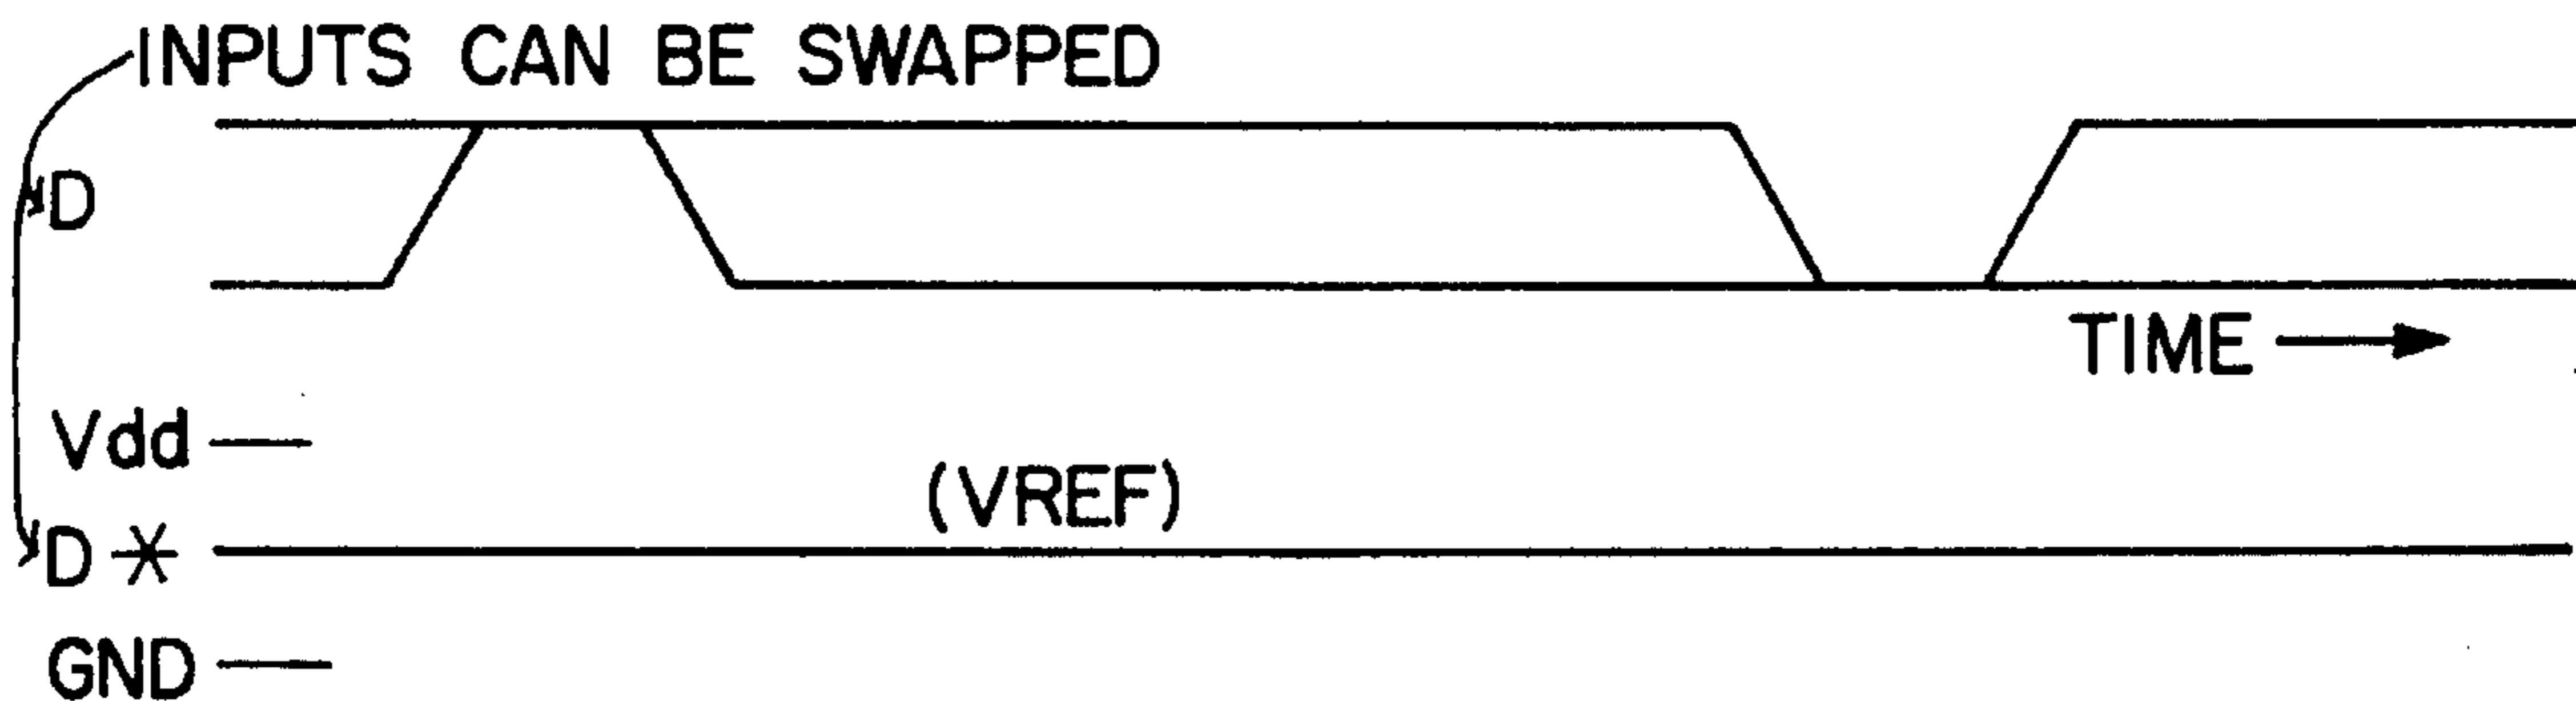 INPUTS CAN BE SWAPPED
D
TIME
Vdd
(VREF)
D*
GND